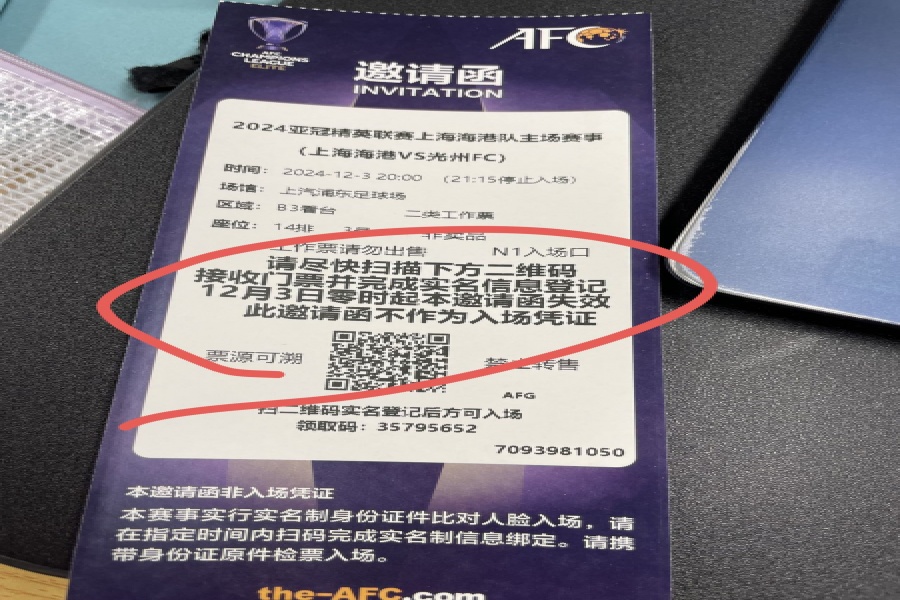 AFC
CHAMPIONS
LEAGUE
ELITE
AFC
邀请函
INVITATION
2024亚冠精英联赛上海海港队主场赛事
(上海海港VS光州FC)
时间: 2024-12-3 20:00 (21:15停止入场)
场馆: 上汽浦东足球场
区域: B3看台 二类工作票
座位: 14排 非卖品
工作票请勿出售 N1入场口
请尽快扫描下方二维码
接收门票并完成实名信息登记
12月3日零时起本邀请函失效
此邀请函不作为入场凭证
票源可溯 禁止转售
AFG
扫二维码实名登记后方可入场
领取码: 35795652
7093981050
本邀请函非入场凭证
本赛事实行实名制身份证件比对人脸入场，请
在指定时间内扫码完成实名制信息绑定。请携
带身份证原件检票入场。
the-AFC.com